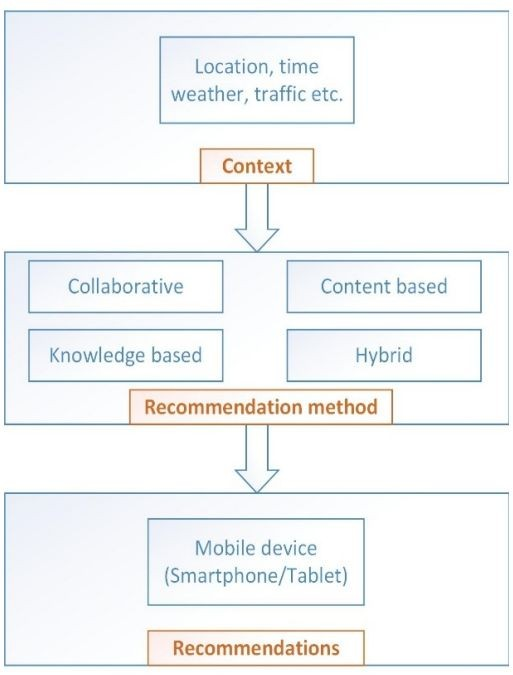 Location, time
weather, traffic etc.
Context
Collaborative
Content based
Knowledge based
Hybrid
Recommendation method
Mobile device
(Smartphone/Tablet)
Recommendations